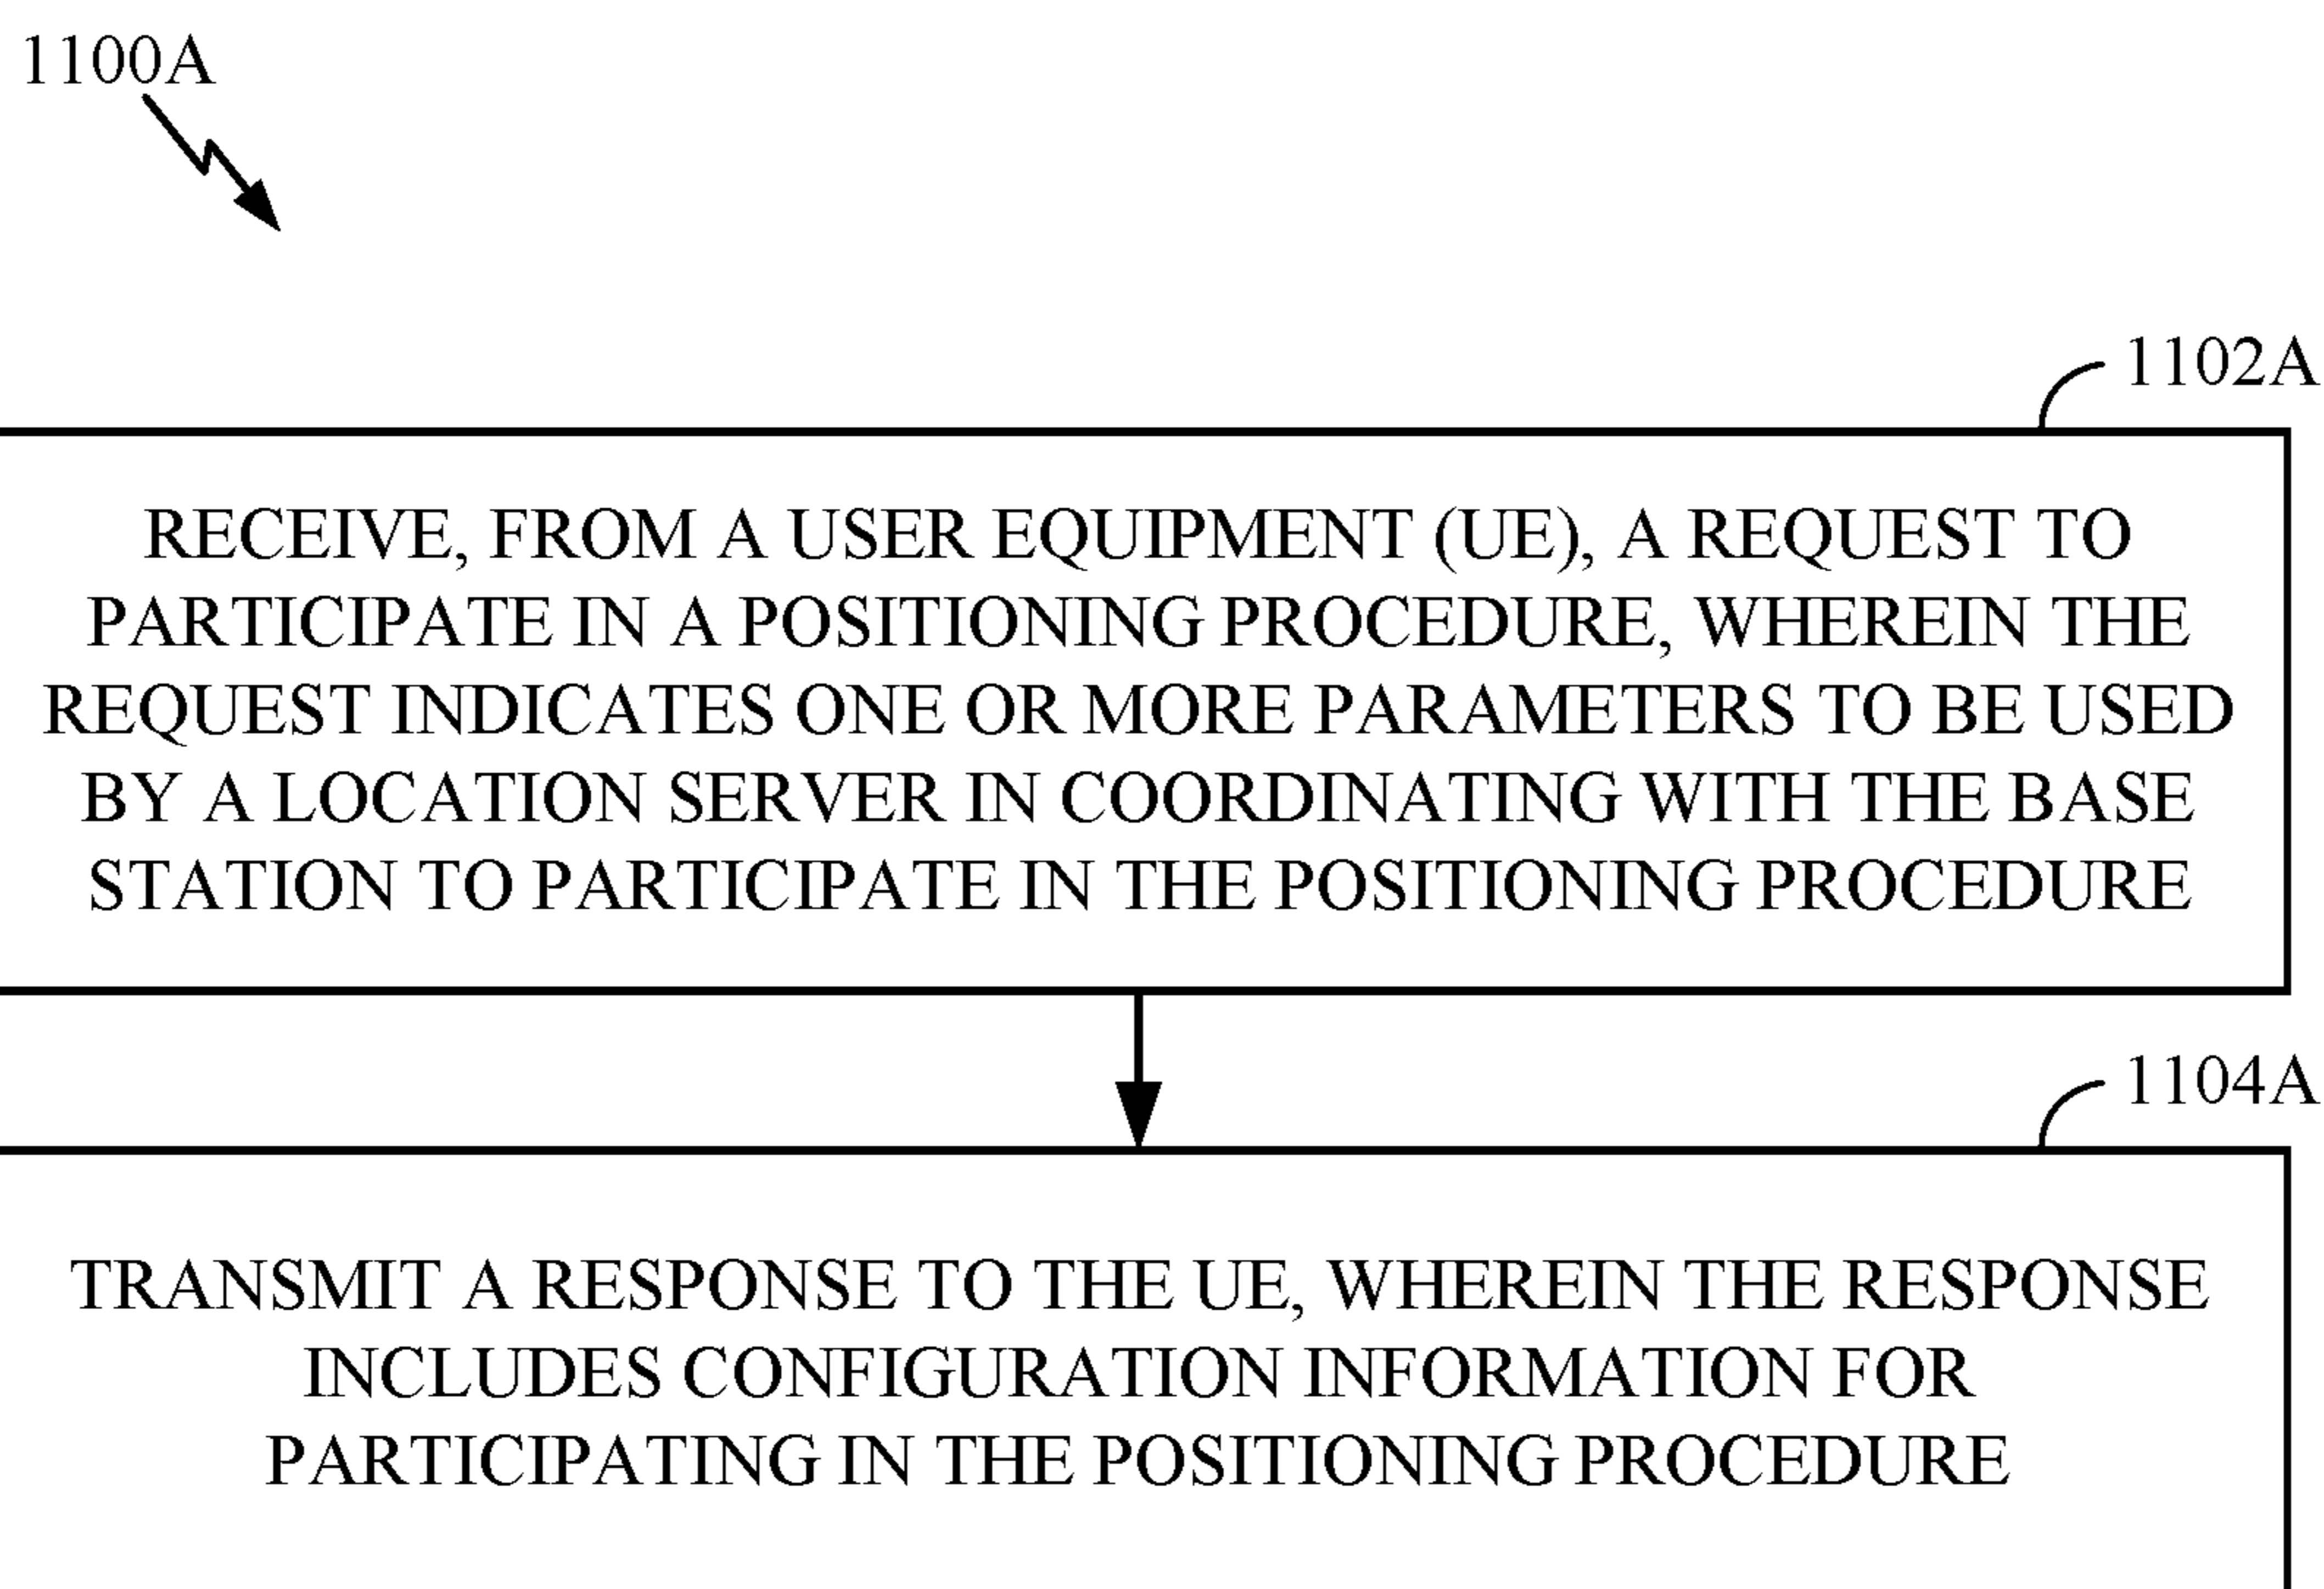 1100A
1102A
RECEIVE, FROM A USER EQUIPMENT (UE), A REQUEST TO
PARTICIPATE IN A POSITIONING PROCEDURE, WHEREIN THE
REQUEST INDICATES ONE OR MORE PARAMETERS TO BE USED
BY A LOCATION SERVER IN COORDINATING WITH THE BASE
STATION TO PARTICIPATE IN THE POSITIONING PROCEDURE
1104A
TRANSMIT A RESPONSE TO THE UE, WHEREIN THE RESPONSE
INCLUDES CONFIGURATION INFORMATION FOR
PARTICIPATING IN THE POSITIONING PROCEDURE